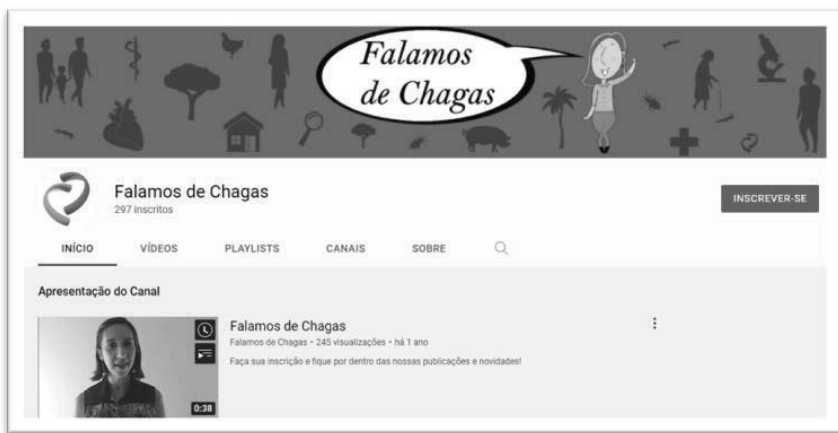 Falamos
de Chagas
Falamos de Chagas
297 inscritos
INSCREVER-SE
INÍCIO VÍDEOS PLAYLISTS CANAIS SOBRE
Apresentação do Canal
Falamos de Chagas
Falamos de Chagas • 245 visualizações • há 1 ano
Faça sua inscrição e fique por dentro das nossas publicações e novidades!
0:38